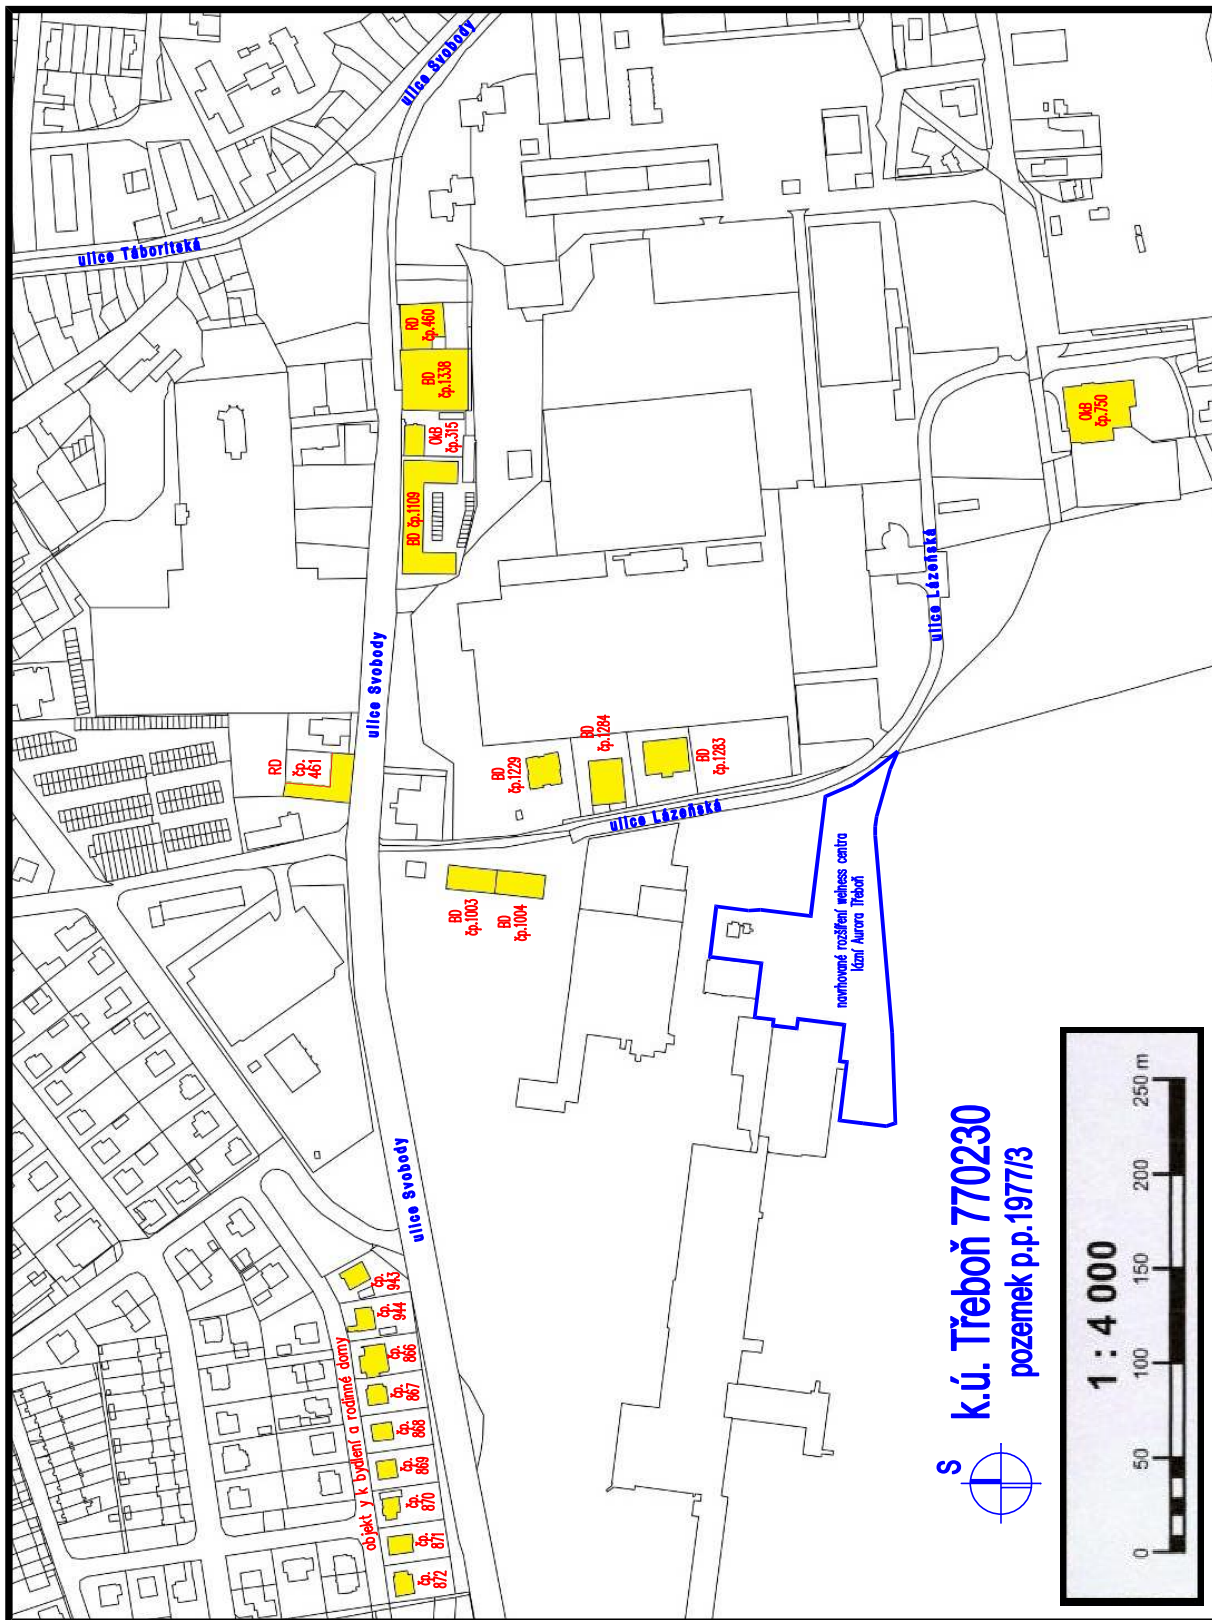 ulice Svobody
ulice Táboritská
RD
čp.460
BD
čp.1338
OkB
čp.315
BD čp.1109
OkB
čp.750
ulice Lázeňská
ulice Svobody
RD
čp.
461
BD
čp.1229
BD
čp.1284
BD
čp.1283
ulice Lázeňská
BD
čp.1003
BD
čp.1004
navrhované rozšíření welness centra
lázní Aurora Třeboň
ulice Svobody
objekt y k bydlení a rodinné domy
čp.
943
čp.
944
čp.
866
čp.
867
čp.
868
čp.
869
čp.
870
čp.
871
čp.
872
S
k.ú. Třeboň 770230
pozemek p.p.1977/3
1 : 4 000
0 50 100 150 200 250 m